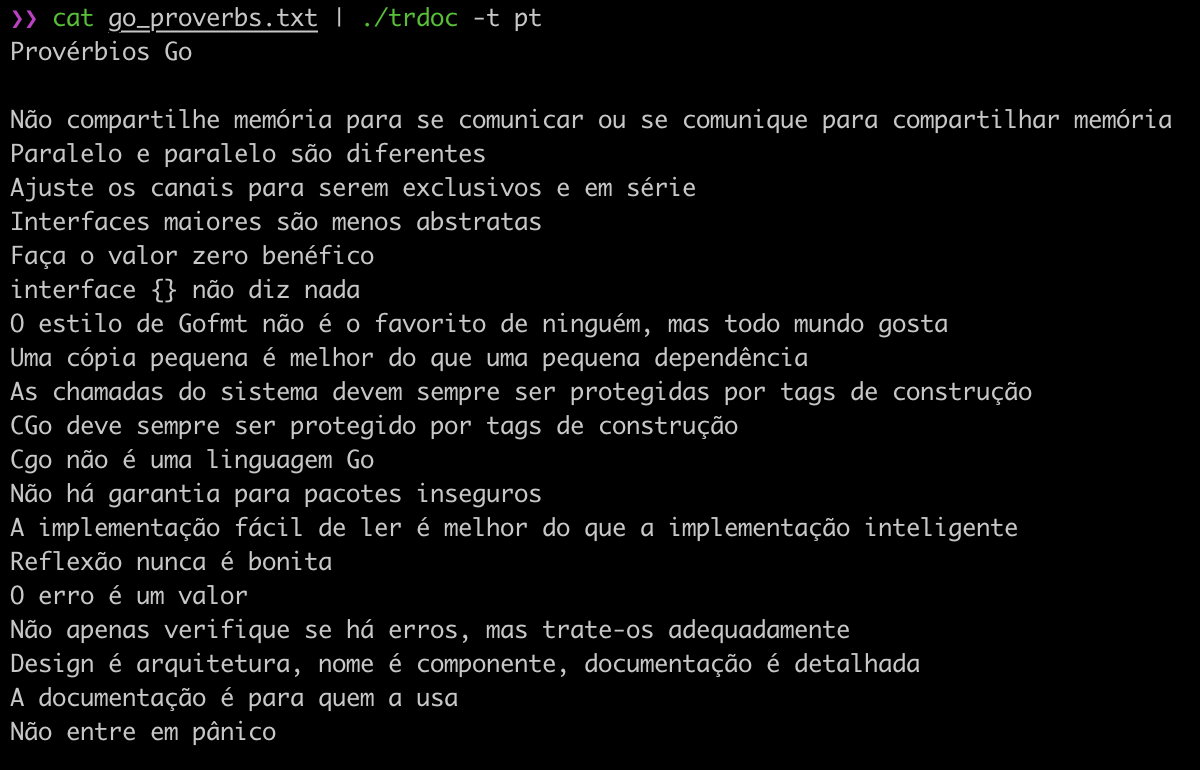 ❯❯ cat go_proverbs.txt | ./trdoc -t pt
Provérbios Go

Não compartilhe memória para se comunicar ou se comunique para compartilhar memória
Paralelo e paralelo são diferentes
Ajuste os canais para serem exclusivos e em série
Interfaces maiores são menos abstratas
Faça o valor zero benéfico
interface {} não diz nada
O estilo de Gofmt não é o favorito de ninguém, mas todo mundo gosta
Uma cópia pequena é melhor do que uma pequena dependência
As chamadas do sistema devem sempre ser protegidas por tags de construção
CGo deve sempre ser protegido por tags de construção
Cgo não é uma linguagem Go
Não há garantia para pacotes inseguros
A implementação fácil de ler é melhor do que a implementação inteligente
Reflexão nunca é bonita
O erro é um valor
Não apenas verifique se há erros, mas trate-os adequadamente
Design é arquitetura, nome é componente, documentação é detalhada
A documentação é para quem a usa
Não entre em pânico